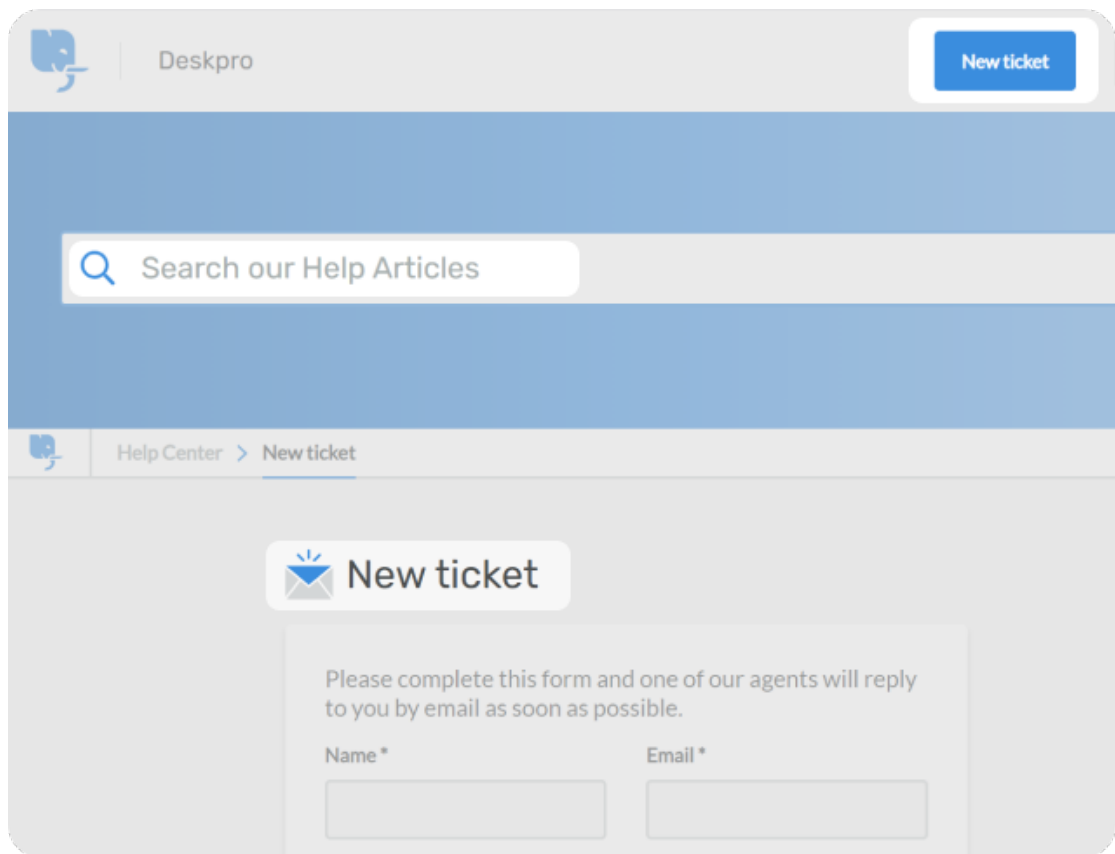 Deskpro
New ticket
Search our Help Articles
Help Center > New ticket
New ticket
Please complete this form and one of our agents will reply
to you by email as soon as possible.
Name * Email *